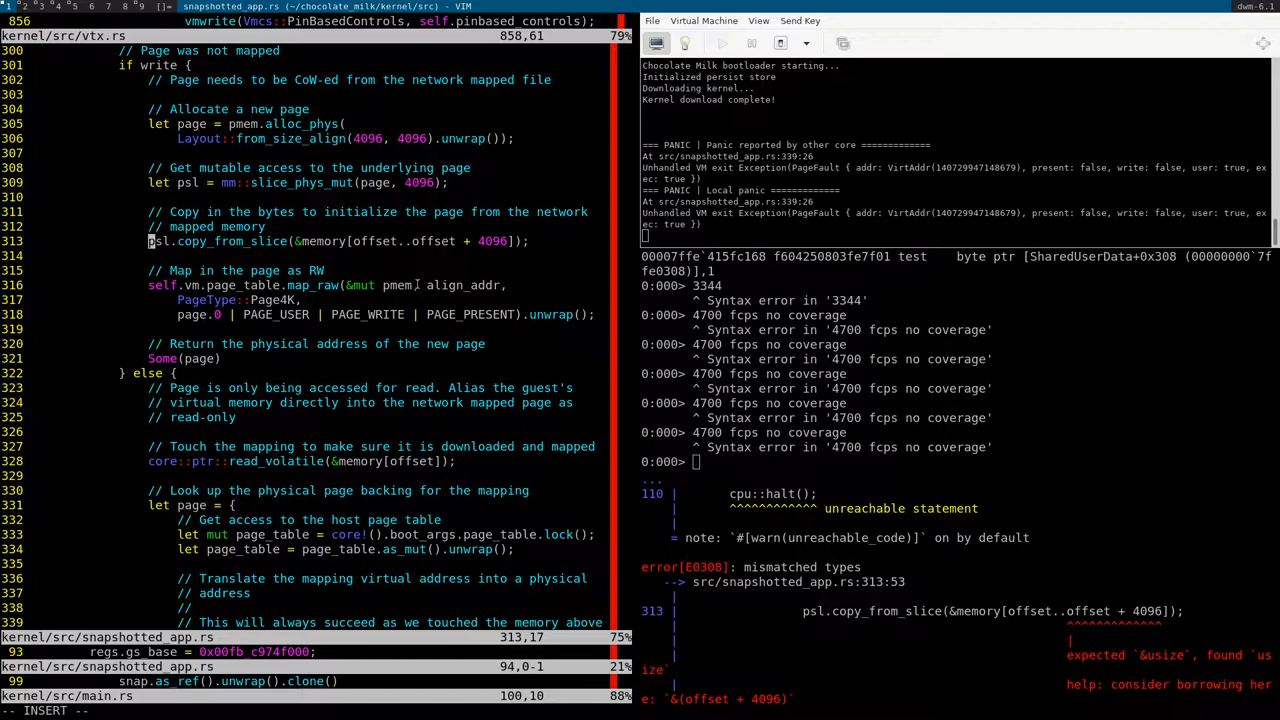 1 2 3 4 5 6 7 8 9 []= snapshotted_app.rs (~/chocolate_milk/kernel/src) - VIM dwm-6.1
856 vmwrite(Vmcs::PinBasedControls, self.pinbased_controls);
kernel/src/vtx.rs 858,61 79%
300 // Page was not mapped
301 if write {
302 // Page needs to be CoW-ed from the network mapped file
303
304 // Allocate a new page
305 let page = pmem.alloc_phys(
306 Layout::from_size_align(4096, 4096).unwrap());
307
308 // Get mutable access to the underlying page
309 let psl = mm::slice_phys_mut(page, 4096);
310
311 // Copy in the bytes to initialize the page from the network
312 // mapped memory
313 psl.copy_from_slice(&memory[offset..offset + 4096]);
314
315 // Map in the page as RW
316 self.vm.page_table.map_raw(&mut pmem, align_addr,
317 PageType::Page4K,
318 page.0 | PAGE_USER | PAGE_WRITE | PAGE_PRESENT).unwrap();
319
320 // Return the physical address of the new page
321 Some(page)
322 } else {
323 // Page is only being accessed for read. Alias the guest's
324 // virtual memory directly into the network mapped page as
325 // read-only
326
327 // Touch the mapping to make sure it is downloaded and mapped
328 core::ptr::read_volatile(&memory[offset]);
329
330 // Look up the physical page backing for the mapping
331 let page = {
332 // Get access to the host page table
333 let mut page_table = core!().boot_args.page_table.lock();
334 let page_table = page_table.as_mut().unwrap();
335
336 // Translate the mapping virtual address into a physical
337 // address
338 //
339 // This will always succeed as we touched the memory above
kernel/src/snapshotted_app.rs 313,17 75%
93 regs.gs_base = 0x00fb_c974f000;
kernel/src/snapshotted_app.rs 94,0-1 21%
99 snap.as_ref().unwrap().clone()
kernel/src/main.rs 100,10 88%
-- INSERT --
File Virtual Machine View Send Key
Chocolate Milk bootloader starting...
Initialized persist store
Downloading kernel...
Kernel download complete!
=== PANIC | Panic reported by other core =============
At src/snapshotted_app.rs:339:26
Unhandled VM exit Exception(PageFault { addr: VirtAddr(140729947148679), present: false, write: false, user: true, ex
ec: true })
=== PANIC | Local panic =============
At src/snapshotted_app.rs:339:26
Unhandled VM exit Exception(PageFault { addr: VirtAddr(140729947148679), present: false, write: false, user: true, ex
ec: true })
00007ffe`415fc168 f604250803fe7f01 test byte ptr [SharedUserData+0x308 (00000000`7f
fe0308)],1
0:000> 3344
^ Syntax error in '3344'
0:000> 4700 fcps no coverage
^ Syntax error in '4700 fcps no coverage'
0:000> 4700 fcps no coverage
^ Syntax error in '4700 fcps no coverage'
0:000> 4700 fcps no coverage
^ Syntax error in '4700 fcps no coverage'
0:000> 4700 fcps no coverage
^ Syntax error in '4700 fcps no coverage'
0:000> 4700 fcps no coverage
^ Syntax error in '4700 fcps no coverage'
0:000>
...
110 | cpu::halt();
| ^^^^^^^^^^^^ unreachable statement
|
= note: `#[warn(unreachable_code)]` on by default
error[E0308]: mismatched types
--> src/snapshotted_app.rs:313:53
|
313 | psl.copy_from_slice(&memory[offset..offset + 4096]);
| ^^^^^^^^^^^^^
| |
| expected `&usize`, found `us
ize`
| help: consider borrowing her
e: `&(offset + 4096)`